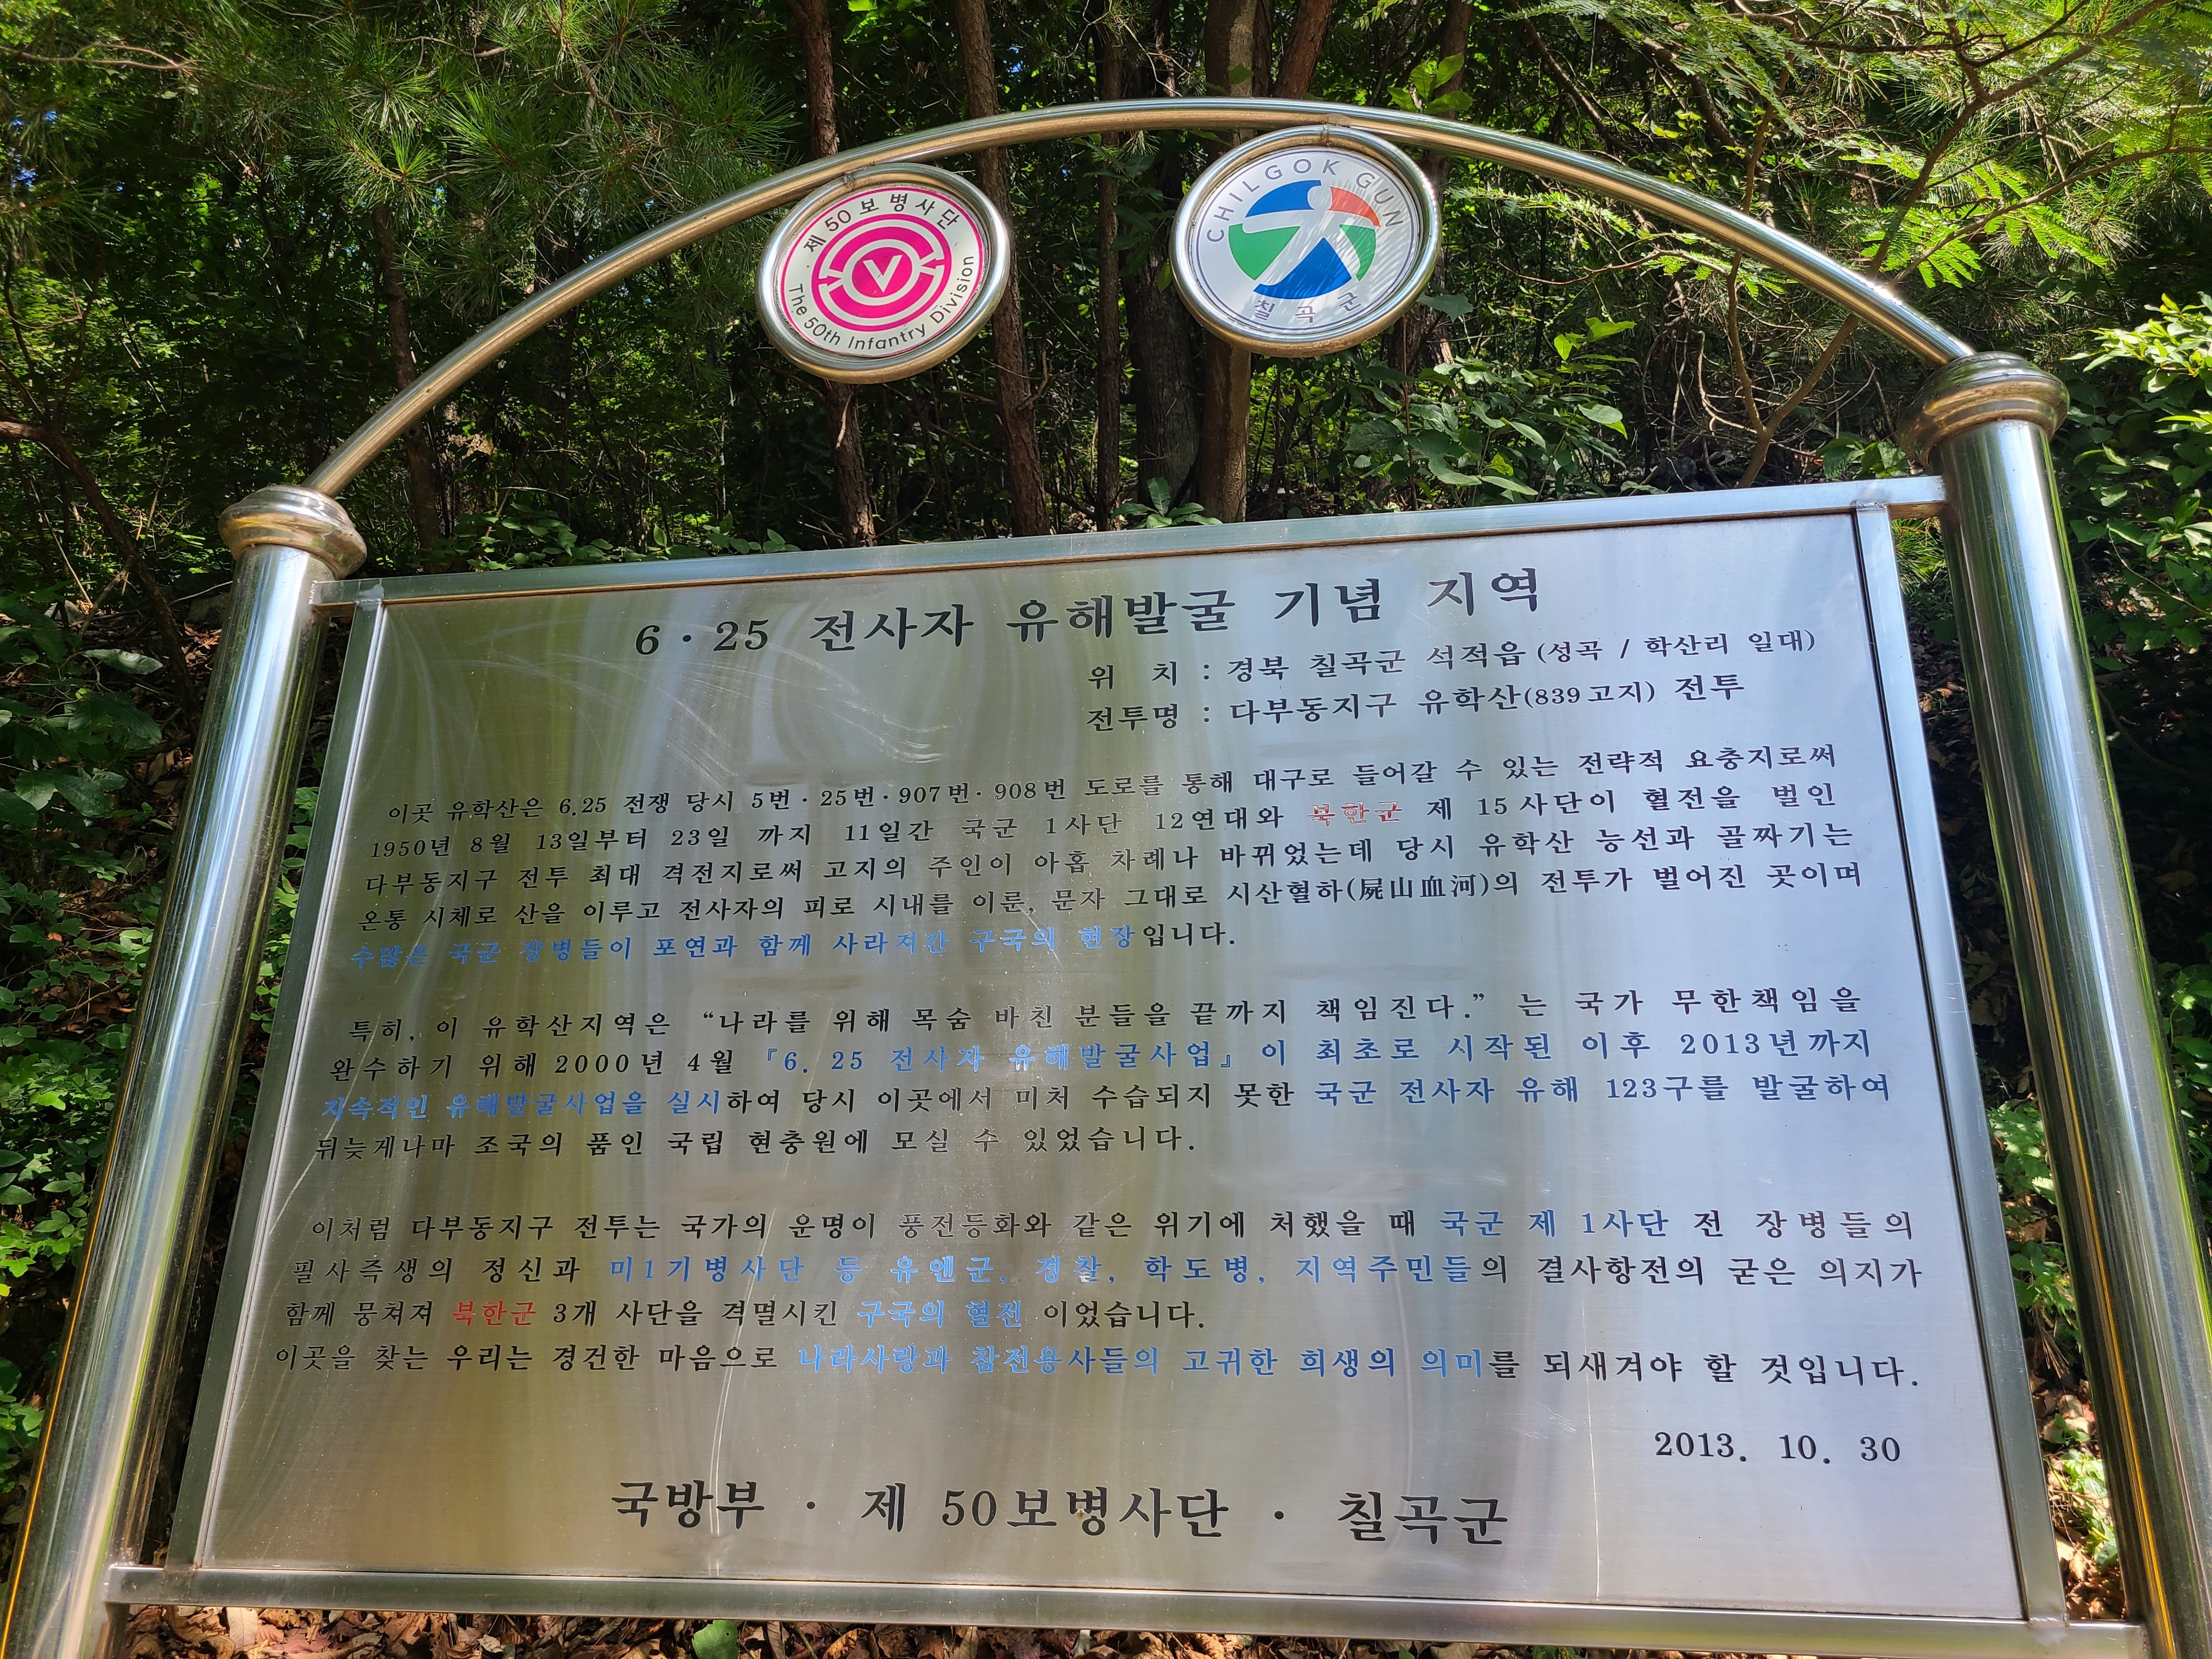 제 50 보병사단
The 50th Infantry Division
V
CHILGOK GUN
칠곡군
6·25 전사자 유해발굴 기념 지역
위 치 : 경북 칠곡군 석적읍 (성곡 / 학산리 일대)
전투명 : 다부동지구 유학산(839고지) 전투
이곳 유학산은 6.25 전쟁 당시 5번·25번·907번·908번 도로를 통해 대구로 들어갈 수 있는 전략적 요충지로써
1950년 8월 13일부터 23일 까지 11일간 국군 1사단 12연대와 북한군 제 15사단이 혈전을 벌인
다부동지구 전투 최대 격전지로써 고지의 주인이 아홉 차례나 바뀌었는데 당시 유학산 능선과 골짜기는
온통 시체로 산을 이루고 전사자의 피로 시내를 이룬, 문자 그대로 시산혈하(屍山血河)의 전투가 벌어진 곳이며
수많은 국군 장병들이 포연과 함께 사라져간 구국의 현장입니다.
특히, 이 유학산지역은 “나라를 위해 목숨 바친 분들을 끝까지 책임진다.” 는 국가 무한책임을
완수하기 위해 2000년 4월 『6. 25 전사자 유해발굴사업』이 최초로 시작된 이후 2013년까지
지속적인 유해발굴사업을 실시하여 당시 이곳에서 미처 수습되지 못한 국군 전사자 유해 123구를 발굴하여
뒤늦게나마 조국의 품인 국립 현충원에 모실 수 있었습니다.
이처럼 다부동지구 전투는 국가의 운명이 풍전등화와 같은 위기에 처했을 때 국군 제 1사단 전 장병들의
필사즉생의 정신과 미1기병사단 등 유엔군, 경찰, 학도병, 지역주민들의 결사항전의 굳은 의지가
함께 뭉쳐져 북한군 3개 사단을 격멸시킨 구국의 혈전 이었습니다.
이곳을 찾는 우리는 경건한 마음으로 나라사랑과 참전용사들의 고귀한 희생의 의미를 되새겨야 할 것입니다.
2013. 10. 30
국방부 · 제 50보병사단 · 칠곡군